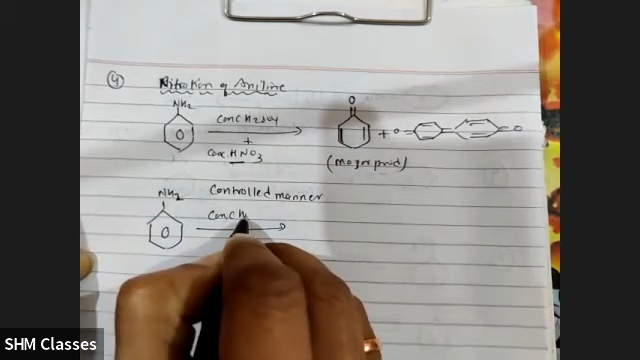 4
Nitration of Aniline
NH2
Conc H2SO4
+
Conc. HNO3
O
+ O O
(major prod)
NH2 Controlled manner
Conc H
SHM Classes